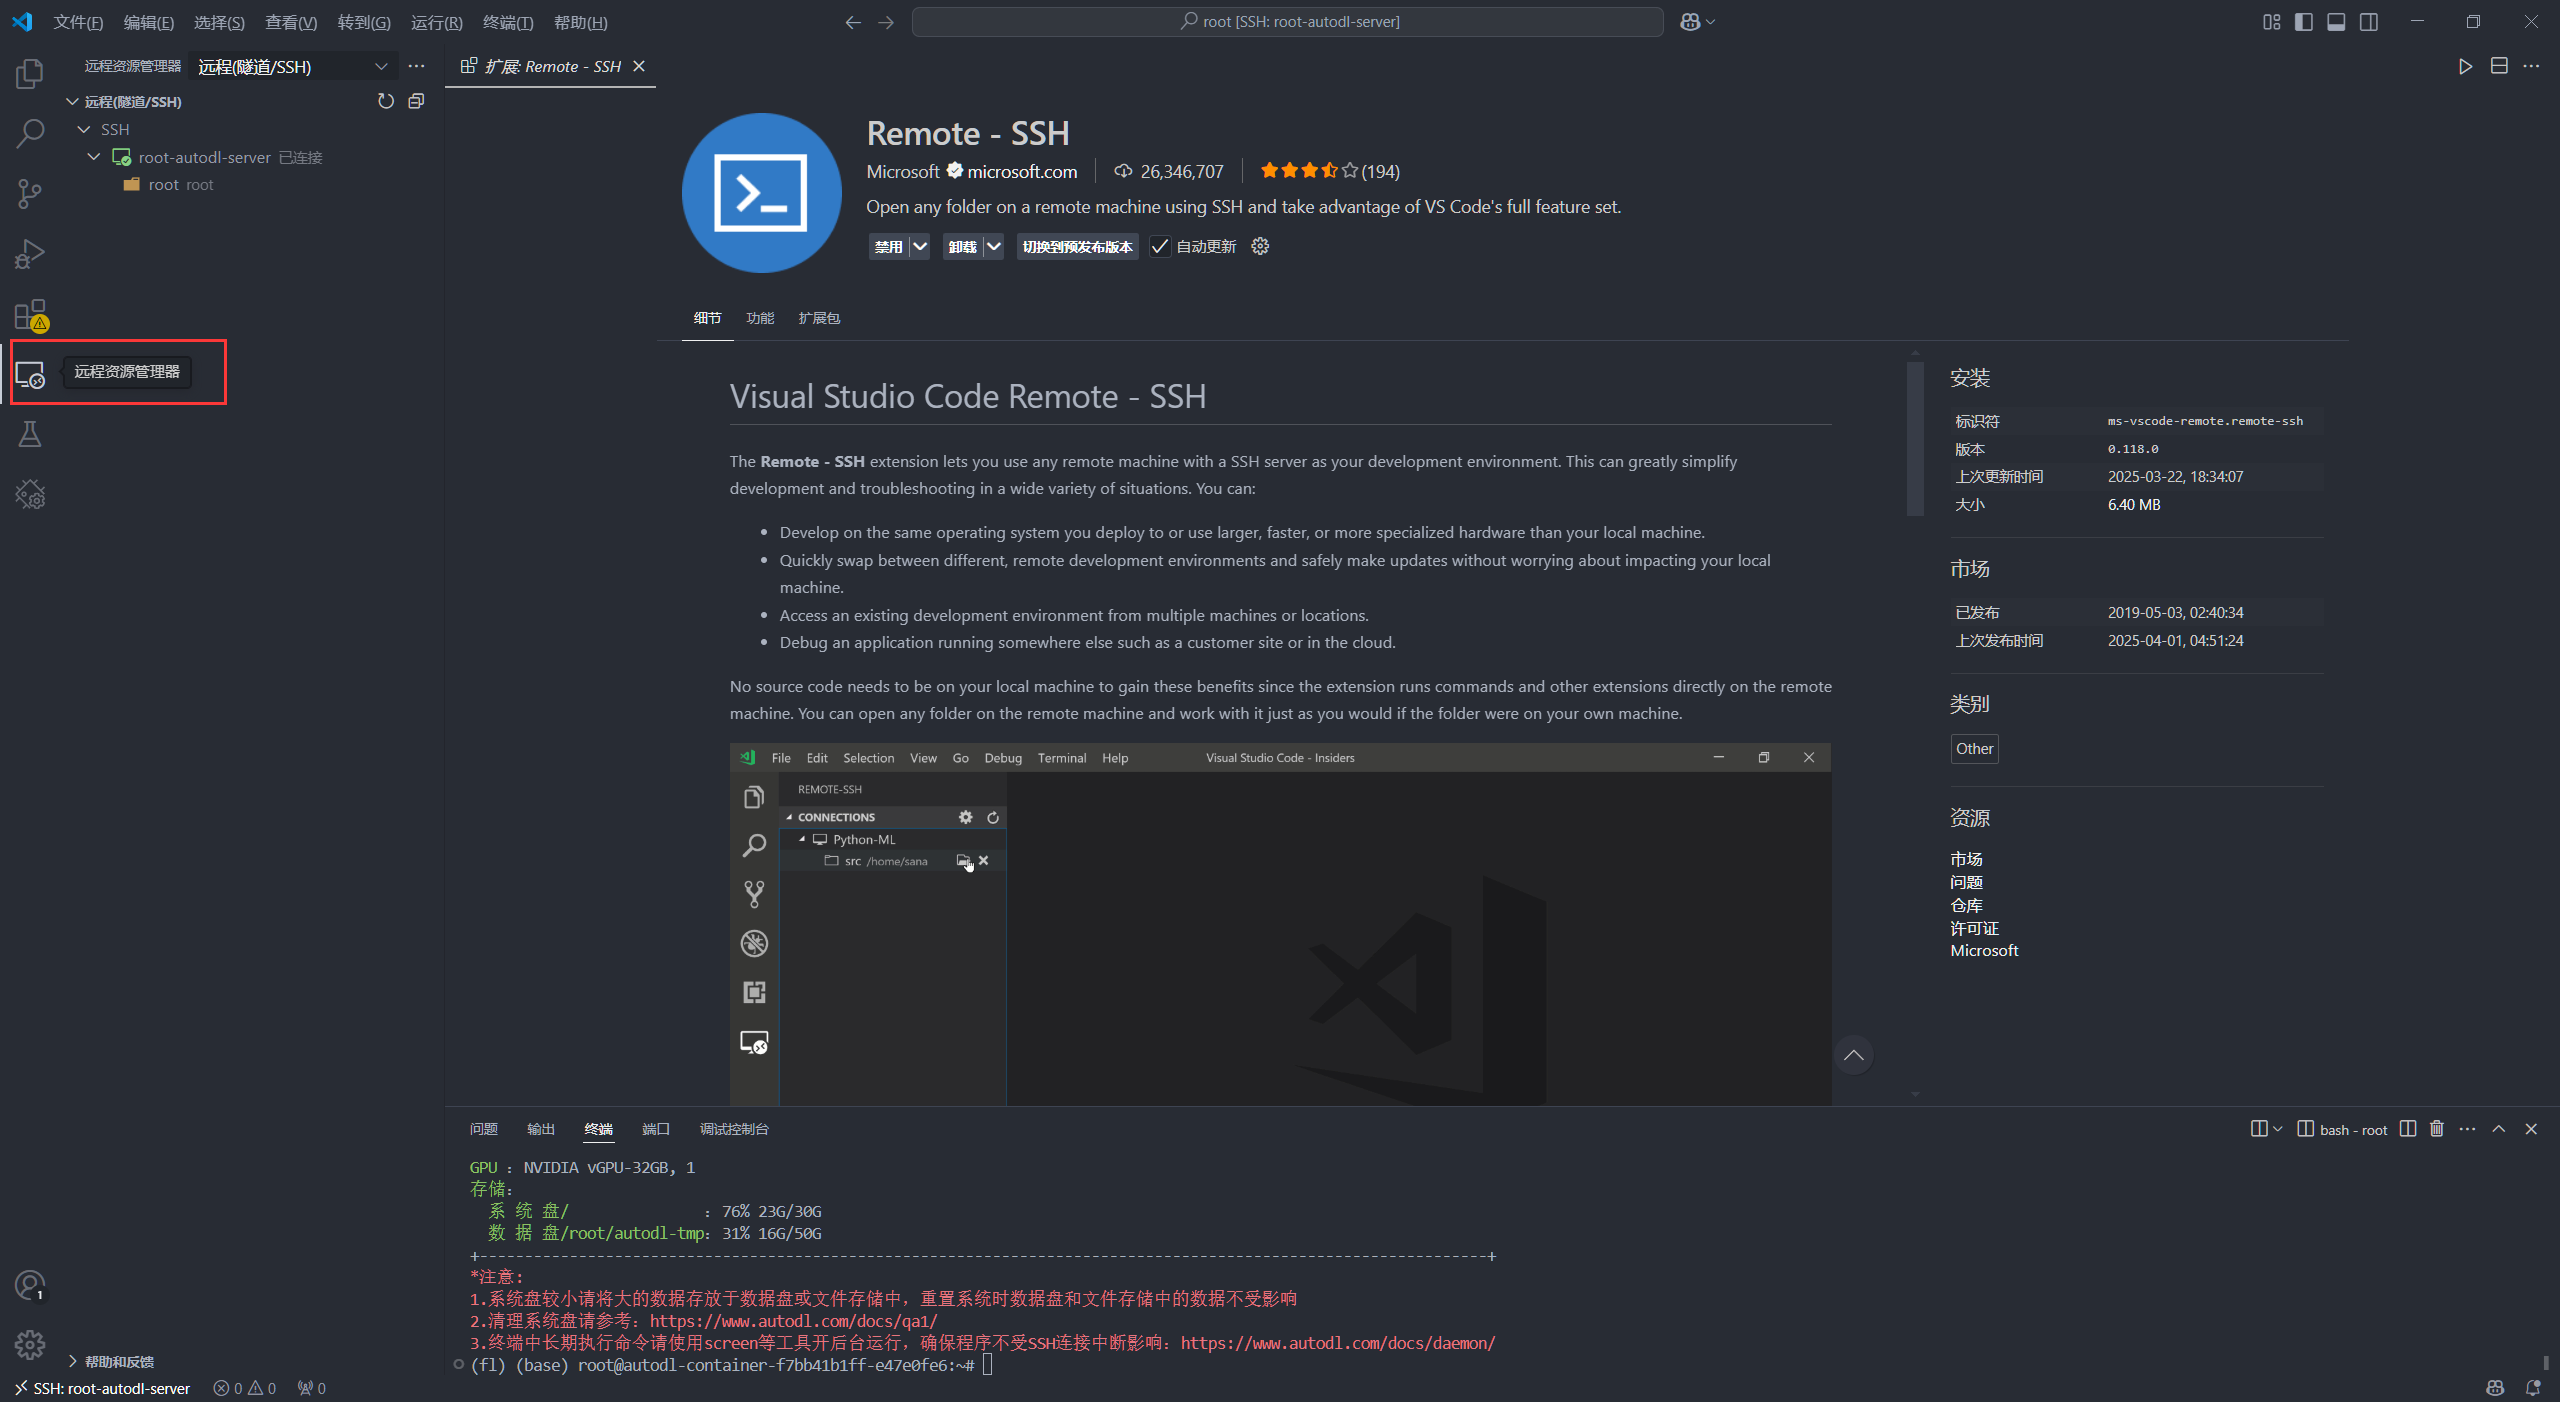 文件(F) 编辑(E) 选择(S) 查看(V) 转到(G) 运行(R) 终端(T) 帮助(H)
root [SSH: root-autodl-server]
远程资源管理器 远程(隧道/SSH)
扩展: Remote - SSH
远程(隧道/SSH)
SSH
root-autodl-server 已连接
root root
远程资源管理器
Remote - SSH
Microsoft microsoft.com 26,346,707 (194)
Open any folder on a remote machine using SSH and take advantage of VS Code's full feature set.
禁用 卸载 切换到预发布版本 自动更新
细节 功能 扩展包
Visual Studio Code Remote - SSH
The Remote - SSH extension lets you use any remote machine with a SSH server as your development environment. This can greatly simplify
development and troubleshooting in a wide variety of situations. You can:
• Develop on the same operating system you deploy to or use larger, faster, or more specialized hardware than your local machine.
• Quickly swap between different, remote development environments and safely make updates without worrying about impacting your local
machine.
• Access an existing development environment from multiple machines or locations.
• Debug an application running somewhere else such as a customer site or in the cloud.
No source code needs to be on your local machine to gain these benefits since the extension runs commands and other extensions directly on the remote
machine. You can open any folder on the remote machine and work with it just as you would if the folder were on your own machine.
File Edit Selection View Go Debug Terminal Help Visual Studio Code - Insiders
REMOTE-SSH
CONNECTIONS
Python-ML
src /home/sana
安装
标识符 ms-vscode-remote.remote-ssh
版本 0.118.0
上次更新时间 2025-03-22, 18:34:07
大小 6.40 MB
市场
已发布 2019-05-03, 02:40:34
上次发布时间 2025-04-01, 04:51:24
类别
Other
资源
市场
问题
仓库
许可证
Microsoft
问题 输出 终端 端口 调试控制台
bash - root
GPU : NVIDIA vGPU-32GB, 1
存储:
系 统 盘/ : 76% 23G/30G
数 据 盘/root/autodl-tmp: 31% 16G/50G
+----------------------------------------------------------------------------------------------------------------+
*注意:
1.系统盘较小请将大的数据存放于数据盘或文件存储中，重置系统时数据盘和文件存储中的数据不受影响
2.清理系统盘请参考：https://www.autodl.com/docs/qa1/
3.终端中长期执行命令请使用screen等工具开后台运行，确保程序不受SSH连接中断影响：https://www.autodl.com/docs/daemon/
(fl) (base) root@autodl-container-f7bb41b1ff-e47e0fe6:~#
1
帮助和反馈
SSH: root-autodl-server 0 0 0